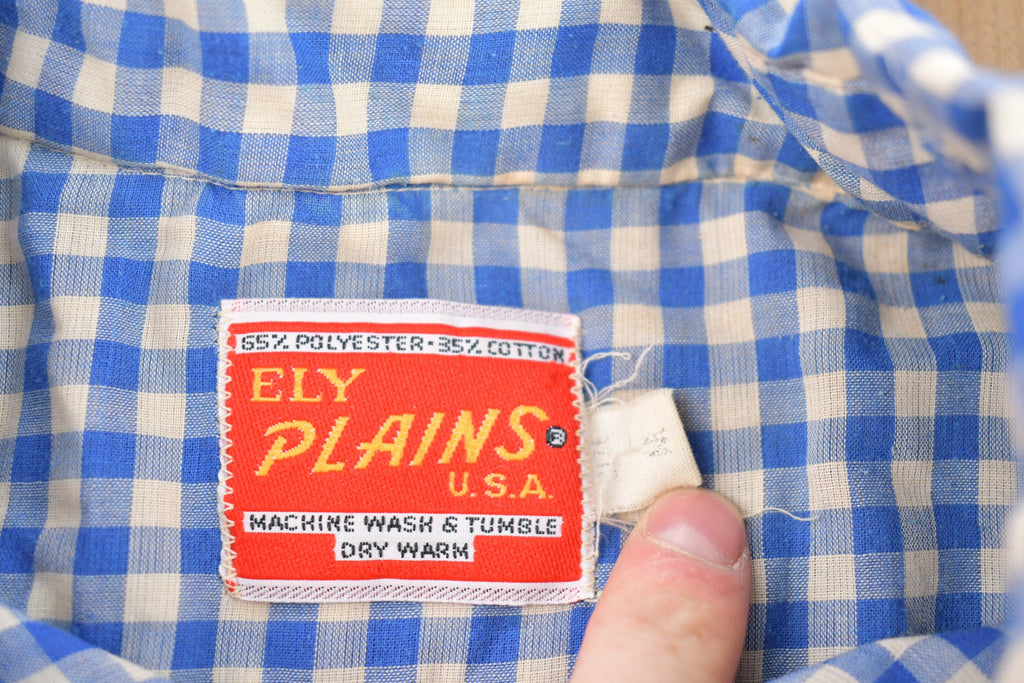 65% POLYESTER·35% COTTON
ELY
PLAINS®
U.S.A.
MACHINE WASH & TUMBLE
DRY WARM